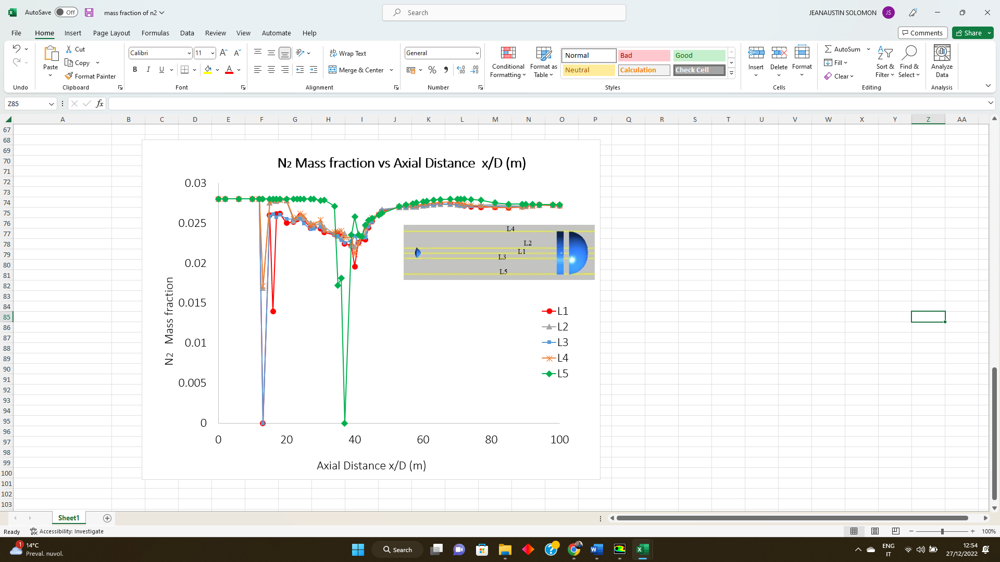 AutoSave Off mass fraction of n2 Search JEANAUSTIN SOLOMON JS
File Home Insert Page Layout Formulas Data Review View Automate Help Comments Share
Paste Cut Copy Format Painter
Calibri 11
B I U A
Wrap Text
Merge & Center
General
% 9
Conditional Formatting
Format as Table
Normal Bad Good
Neutral Calculation Check Cell
Insert Delete Format
AutoSum
Fill
Clear
Sort & Filter
Find & Select
Analyze Data
Undo Clipboard Font Alignment Number Styles Cells Editing Analysis
Z85 fx
A B C D E F G H I J K L M N O P Q R S T U V W X Y Z AA
67
68
69
70
71
72
73
74
75
76
77
78
79
80
81
82
83
84
85
86
87
88
89
90
91
92
93
94
95
96
97
98
99
100
101
102
103
N2 Mass fraction vs Axial Distance x/D (m)
0.03
0.025
0.02
0.015
0.01
0.005
0
N2 Mass fraction
0 20 40 60 80 100
Axial Distance x/D (m)
L4
L2
L1
L3
L5
L1
L2
L3
L4
L5
Sheet1
Ready Accessibility: Investigate 100%
1 14°C
Preval. nuvol.
Search
ENG
IT
12:54
27/12/2022